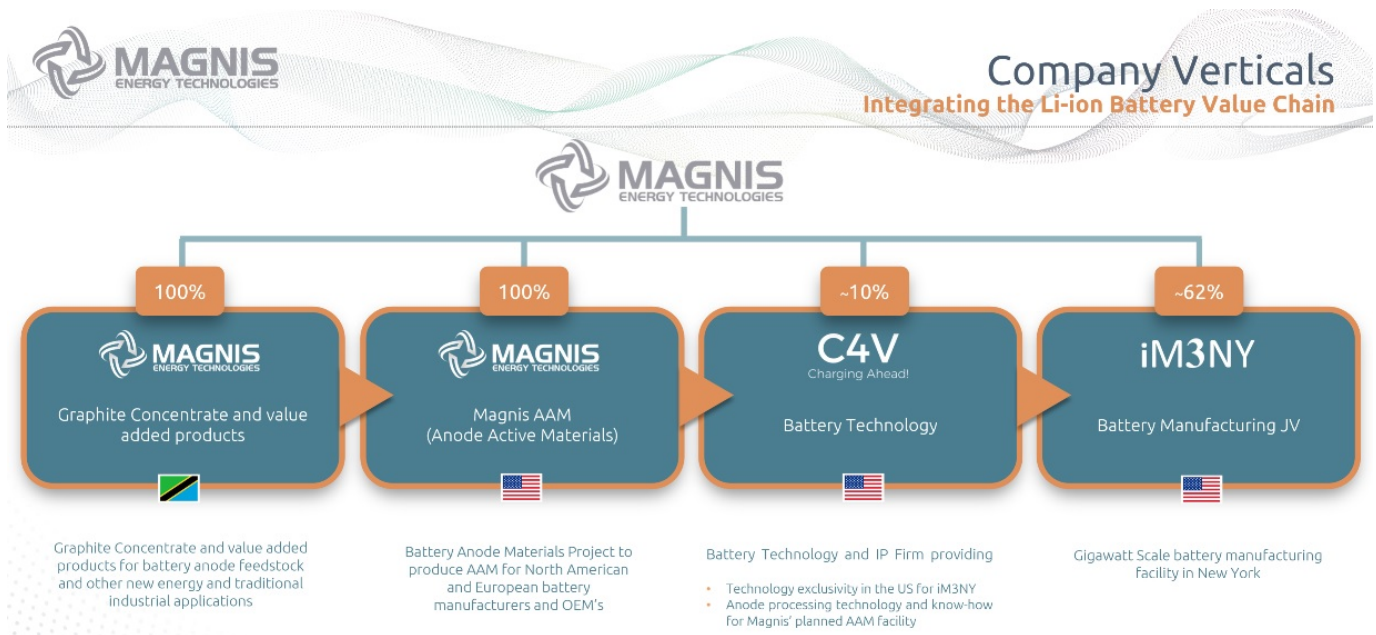 MAGNIS
ENERGY TECHNOLOGIES
Company Verticals
Integrating the Li-ion Battery Value Chain
MAGNIS
ENERGY TECHNOLOGIES
100%
MAGNIS
ENERGY TECHNOLOGIES
Graphite Concentrate and value
added products
Graphite Concentrate and value added
products for battery anode feedstock
and other new energy and traditional
industrial applications
100%
MAGNIS
ENERGY TECHNOLOGIES
Magnis AAM
(Anode Active Materials)
Battery Anode Materials Project to
produce AAM for North American
and European battery
manufacturers and OEM's
~10%
C4V
Charging Ahead!
Battery Technology
Battery Technology and IP Firm providing
• Technology exclusivity in the US for iM3NY
• Anode processing technology and know-how
for Magnis' planned AAM facility
~62%
iM3NY
Battery Manufacturing JV
Gigawatt Scale battery manufacturing
facility in New York